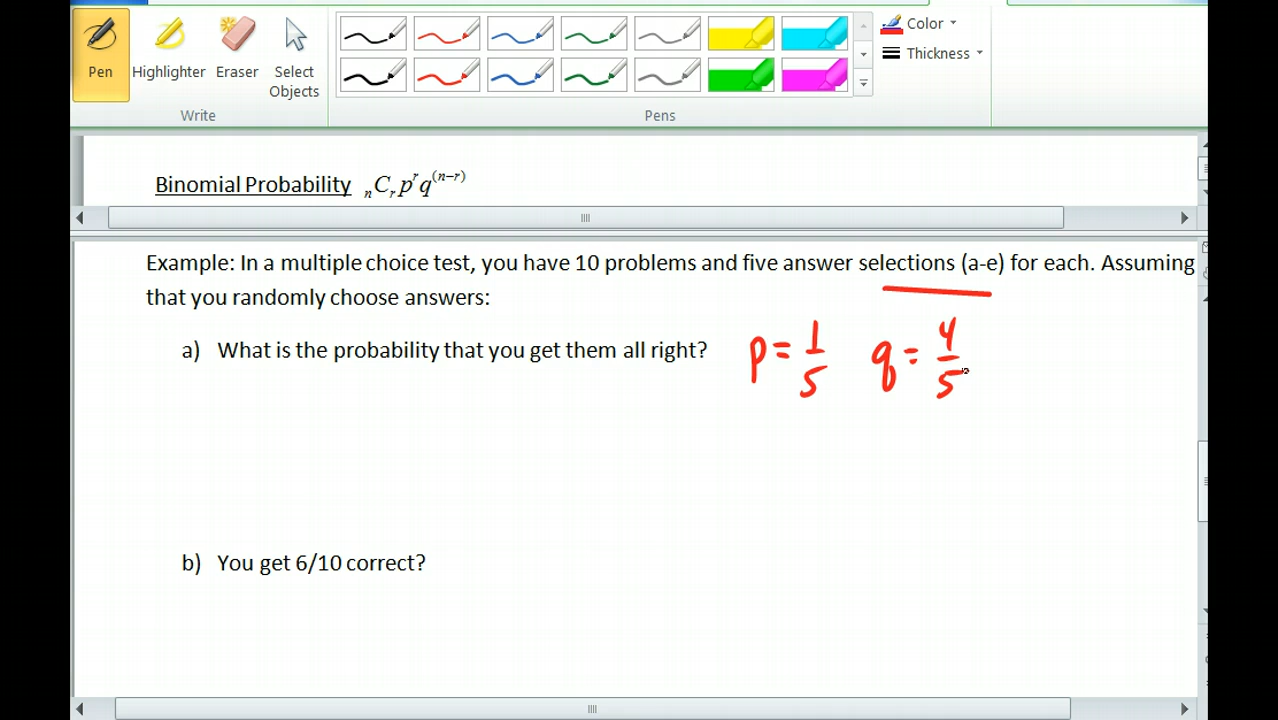 Pen
Highlighter
Eraser
Select
Objects
Color
Thickness
Write
Pens
Binomial Probability nCr p^r q^(n-r)
Example: In a multiple choice test, you have 10 problems and five answer selections (a-e) for each. Assuming
that you randomly choose answers:
a) What is the probability that you get them all right? p = 1/5 q = 4/5
b) You get 6/10 correct?